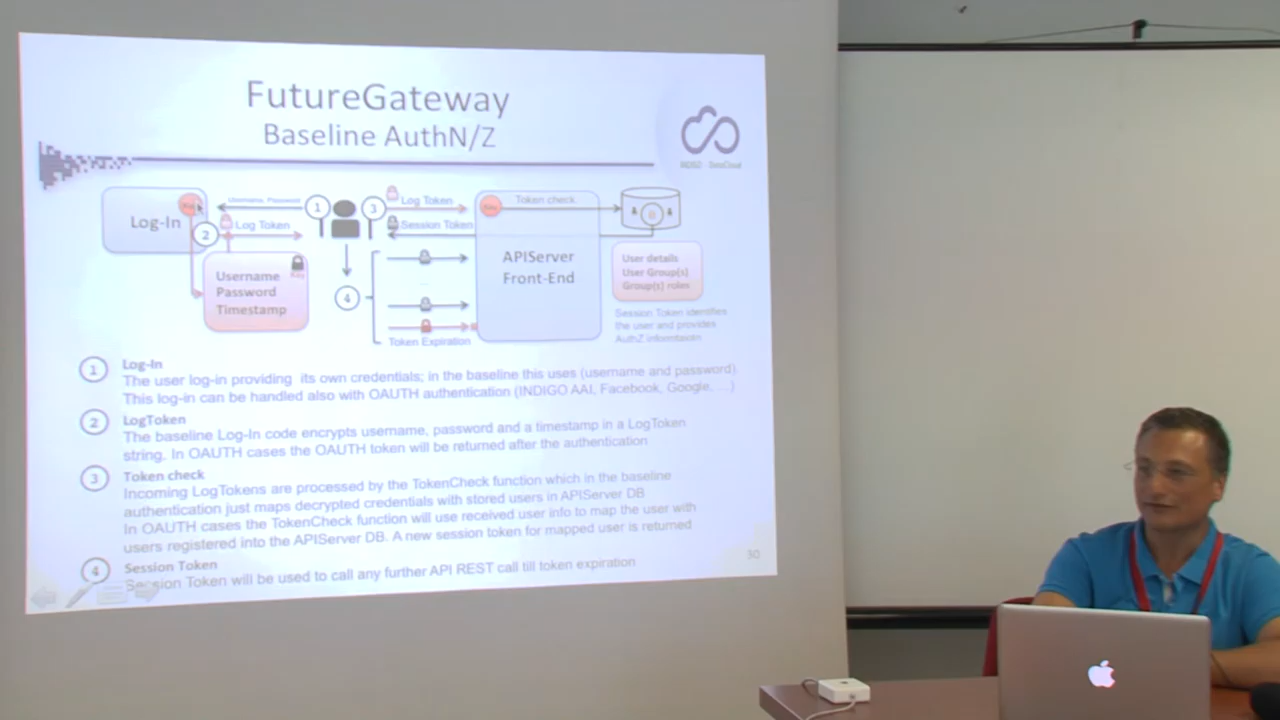 FutureGateway
Baseline AuthN/Z
INDIGO - DataCloud
Log-In
Key
Username, Password
1
3
Log Token
Key
Token check
2
Log Token
Session Token
Username
Password
Timestamp
Key
4
APIServer
Front-End
User details
User Group(s)
Group(s) roles
Token Expiration
Session Token identifies
the user and provides
AuthZ
1
Log-In
The user log-in providing its own credentials; in the baseline this uses (username and password).
This log-in can be handled also with OAUTH authentication (INDIGO AAI, Facebook, Google, ...)
2
LogToken
The baseline Log-In code encrypts username, password and a timestamp in a LogToken
string. In OAUTH cases the OAUTH token will be returned after the authentication
3
Token check
Incoming LogTokens are processed by the TokenCheck function which in the baseline
authentication just maps decrypted credentials with stored users in APIServer DB
In OAUTH cases the TokenCheck function will use received user info to map the user with
users registered into the APIServer DB. A new session token for mapped user is returned
4
Session Token
Session Token will be used to call any further API REST call till token expiration
30